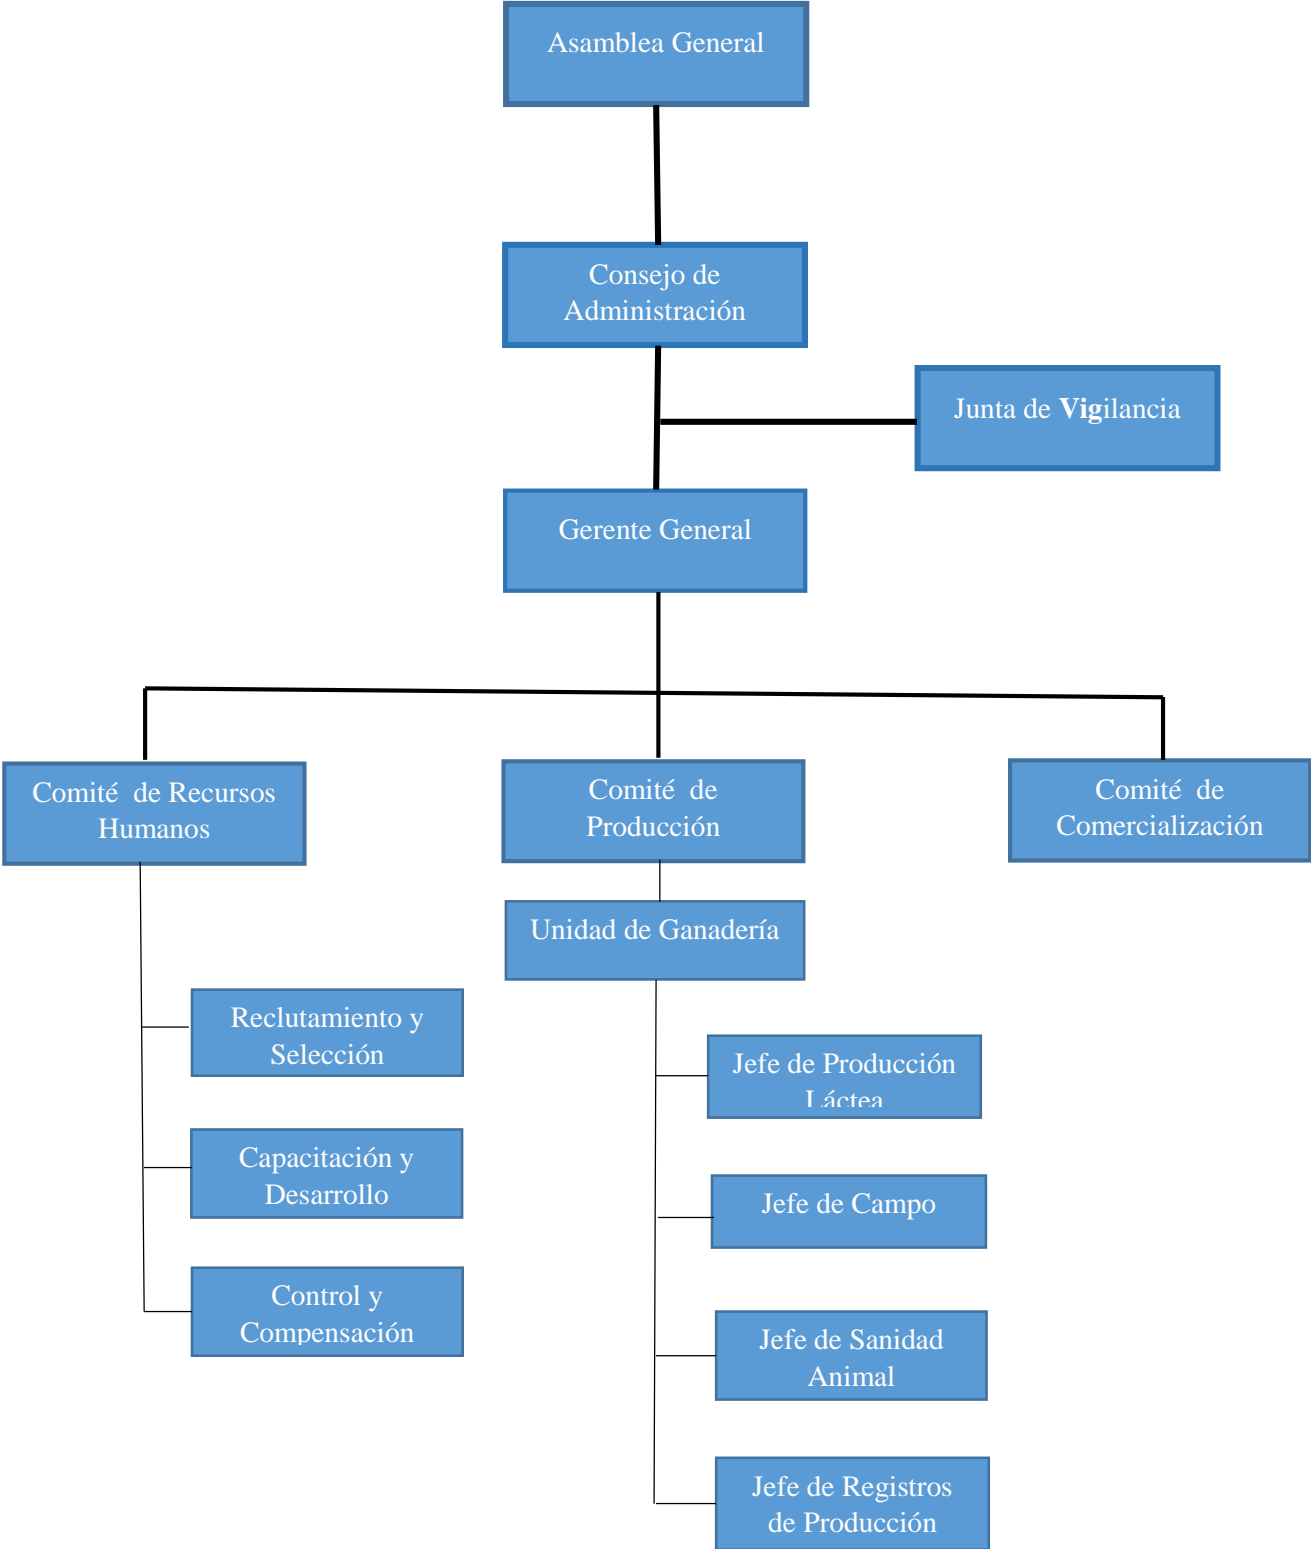 Asamblea General
Consejo de
Administración
Junta de Vigilancia
Gerente General
Comité de Recursos
Humanos
Comité de
Producción
Comité de
Comercialización
Unidad de Ganadería
Reclutamiento y
Selección
Capacitación y
Desarrollo
Control y
Compensación
Jefe de Producción
Láctea
Jefe de Campo
Jefe de Sanidad
Animal
Jefe de Registros
de Producción